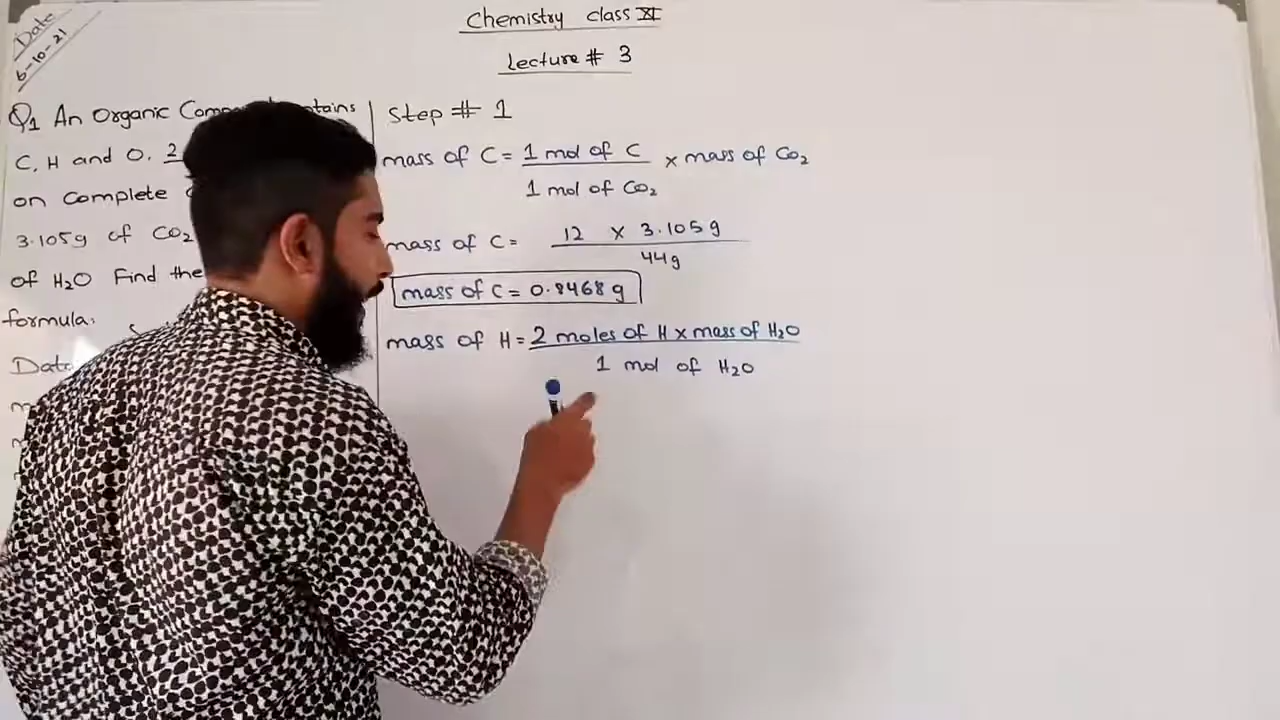 Date
6-10-21
Chemistry class XI
Lecture # 3
Q1 An Organic
C, H and O. 2
on Complete
3.105g of CO2
of H2O Find the
formula.
Step # 1
mass of C = 1 mol of C x mass of CO2
1 mol of CO2
mass of C = 12 x 3.105g
44g
mass of C = 0.8468 g
mass of H = 2 moles of H x mass of H2O
1 mol of H2O